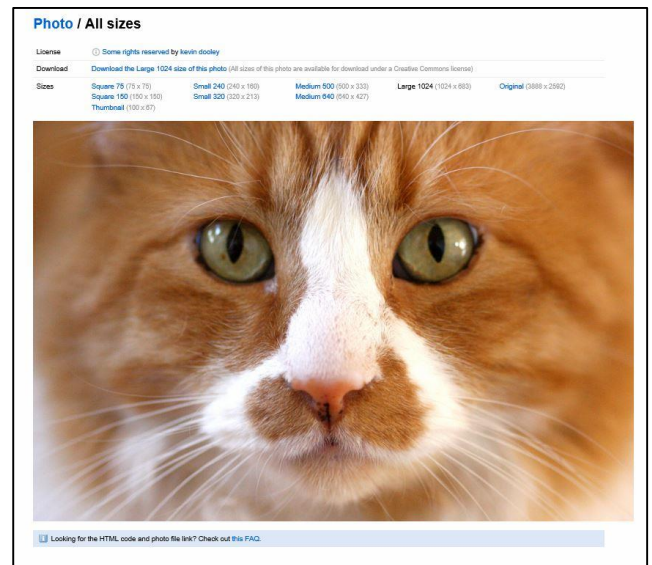 Photo / All sizes
License Some rights reserved by kevin dooley
Download Download the Large 1024 size of this photo (All sizes of this photo are available for download under a Creative Commons license)
Sizes Square 75 (75 x 75) Small 240 (240 x 160) Medium 500 (500 x 333) Large 1024 (1024 x 683) Original (3888 x 2592)
Square 150 (150 x 150) Small 320 (320 x 213) Medium 640 (640 x 427)
Thumbnail (100 x 67)
Looking for the HTML code and photo file link? Check out this FAQ.